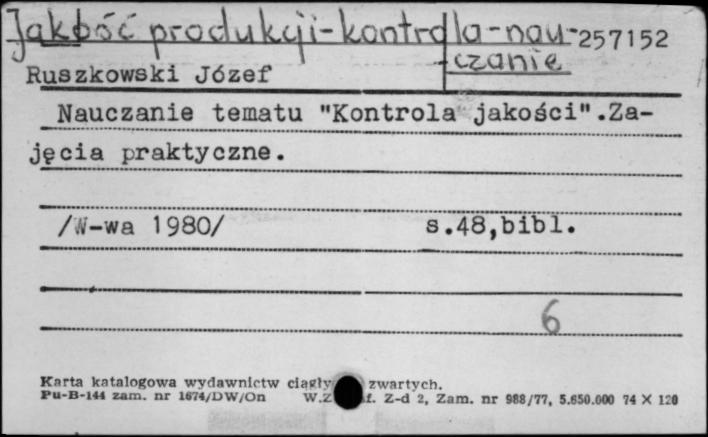 Jakość produkcji-kontrola-nau- 257152
czanie
Ruszkowski Józef
Nauczanie tematu "Kontrola jakości".Za-
jęcia praktyczne.
/W-wa 1980/ s.48,bibl.
6
Karta katalogowa wydawnictw ciągły zwartych.
Pu-B-144 zam. nr 1674/DW/On W.Z f. Z-d 2, Zam. nr 988/77, 5.650.000 74 X 120